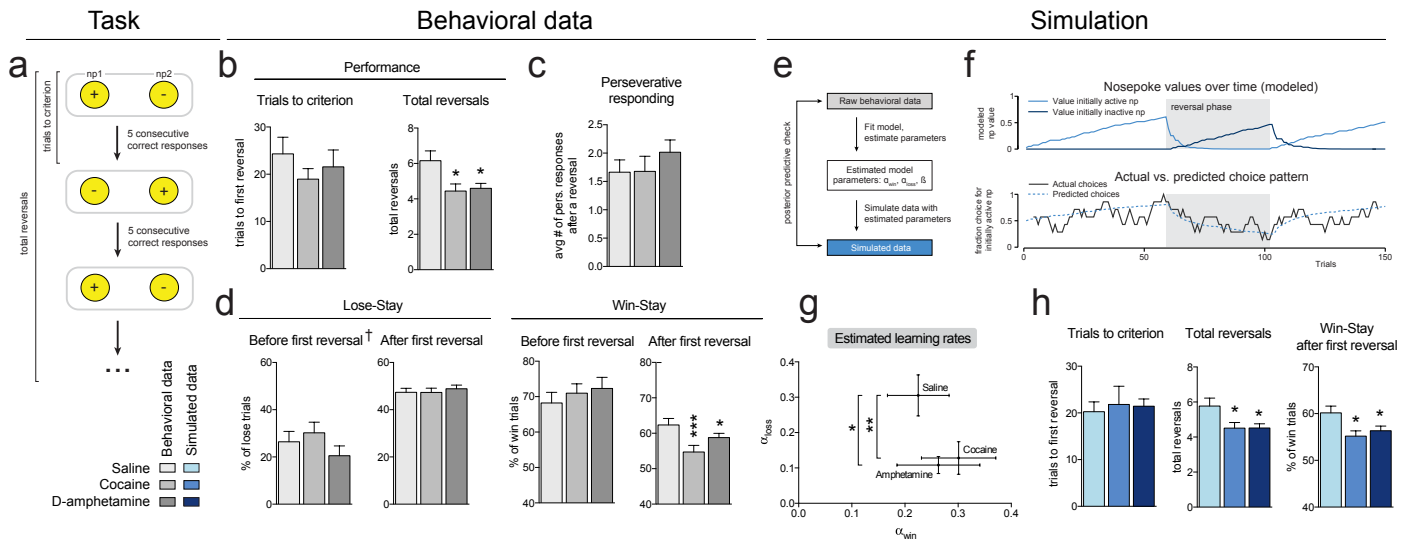 Task
Behavioral data
Simulation
a
total reversals
trials to criterion
np1
np2
+
-
5 consecutive
correct responses
-
+
5 consecutive
correct responses
+
-
...
Behavioral data
Simulated data
Saline
Cocaine
D-amphetamine
b
Performance
Trials to criterion
trials to first reversal
30
20
10
0
Total reversals
total reversals
8
6
4
2
0
*
*
c
Perseverative
responding
avg # of pers. responses
after a reversal
2.5
2.0
1.5
1.0
0.5
0.0
d
Lose-Stay
Before first reversal†
% of lose trials
60
40
20
0
After first reversal
60
40
20
0
Win-Stay
Before first reversal
% of win trials
80
70
60
50
40
After first reversal
80
70
60
50
40
***
*
e
posterior predictive check
Raw behavioral data
Fit model,
estimate parameters
Estimated model
parameters: αwin, αloss, ß
Simulate data with
estimated parameters
Simulated data
f
Nosepoke values over time (modeled)
Value initially active np
Value initially inactive np
reversal phase
modeled
np value
1
0.5
0
Actual vs. predicted choice pattern
Actual choices
Predicted choices
fraction choice for
initially active np
1
0.5
0
0
50
100
150
Trials
g
Estimated learning rates
αloss
0.4
0.3
0.2
0.1
0.0
Saline
*
**
Cocaine
Amphetamine
0.0
0.1
0.2
0.3
0.4
αwin
h
Trials to criterion
trials to first reversal
30
20
10
0
Total reversals
total reversals
8
6
4
2
0
*
*
Win-Stay
after first reversal
% of win trials
80
70
60
50
40
*
*